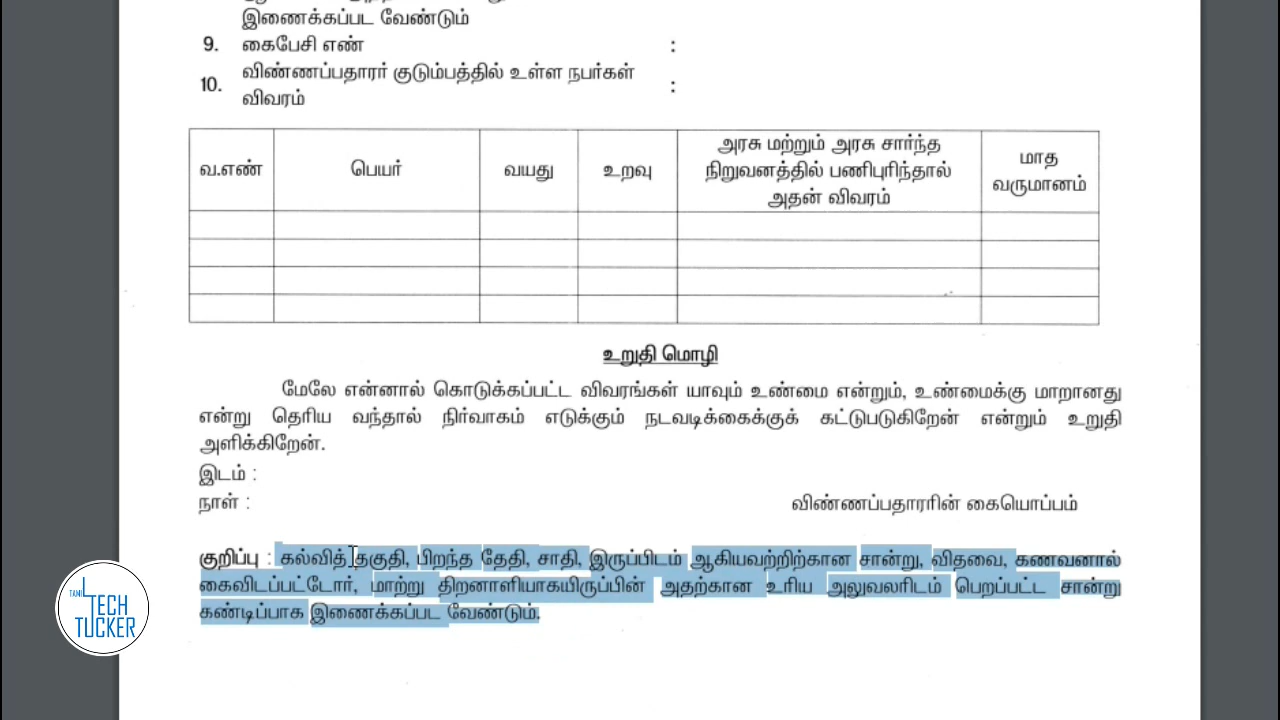 இணைக்கப்பட வேண்டும்
9. கைபேசி எண் :
10. விண்ணப்பதாரர் குடும்பத்தில் உள்ள நபர்கள் :
விவரம்
வ.எண் பெயர் வயது உறவு அரசு மற்றும் அரசு சார்ந்த நிறுவனத்தில் பணிபுரிந்தால் அதன் விவரம் மாத வருமானம்
உறுதி மொழி
மேலே என்னால் கொடுக்கப்பட்ட விவரங்கள் யாவும் உண்மை என்றும், உண்மைக்கு மாறானது
என்று தெரிய வந்தால் நிர்வாகம் எடுக்கும் நடவடிக்கைக்குக் கட்டுபடுகிறேன் என்றும் உறுதி
அளிக்கிறேன்.
இடம் :
நாள் : விண்ணப்பதாரரின் கையொப்பம்
குறிப்பு : கல்வித் தகுதி, பிறந்த தேதி, சாதி, இருப்பிடம் ஆகியவற்றிற்கான சான்று, விதவை, கணவனால்
கைவிடப்பட்டோர், மாற்று திறனாளியாகயிருப்பின் அதற்கான உரிய அலுவலரிடம் பெறப்பட்ட சான்று
கண்டிப்பாக இணைக்கப்பட வேண்டும்.
TAMIL
TECH
TUCKER